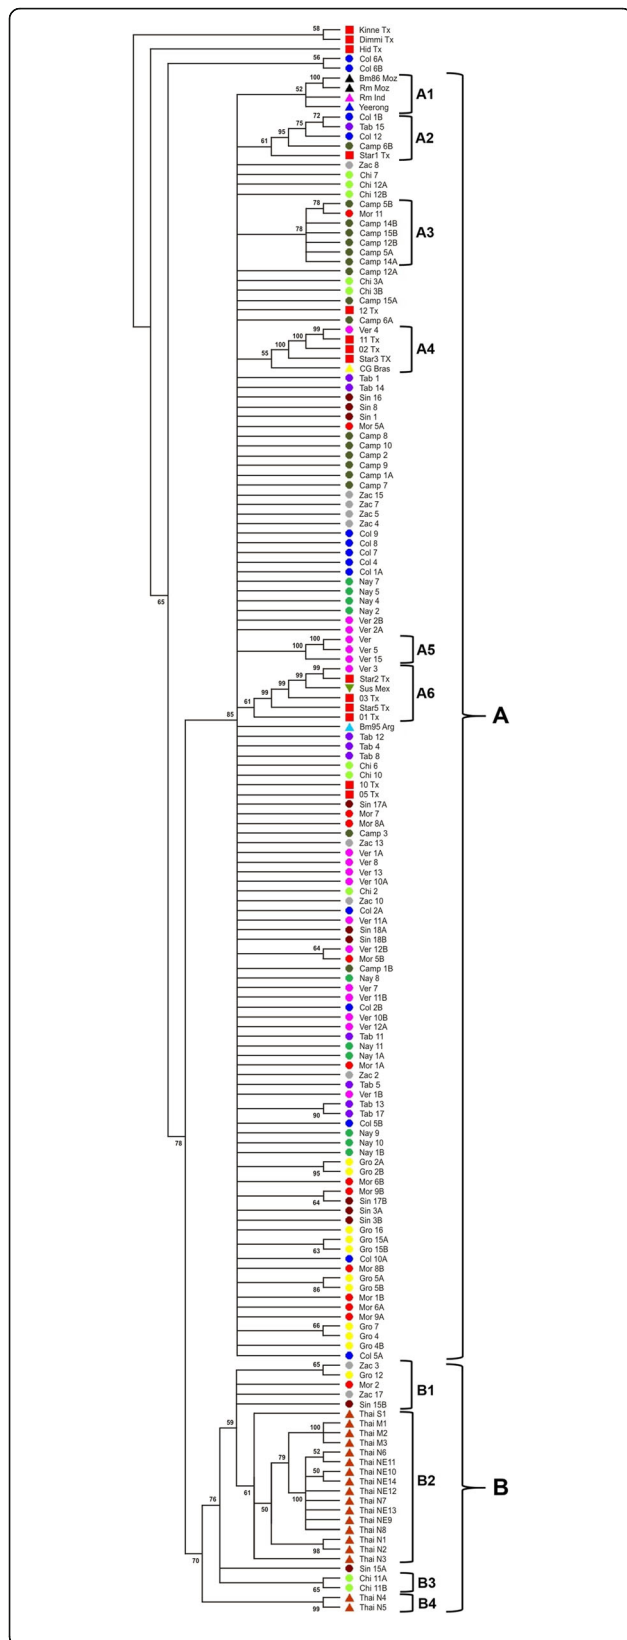 58
Kinne Tx
Dimmi Tx
Hid Tx
56
Col 6A
Col 6B
100
Bm86 Moz
Rm Moz
52
Rm Ind
Yeerong
A1
72
Col 1B
75
Tab 15
95
Col 12
Camp 6B
61
Star1 Tx
A2
Zac 8
Chi 7
Chi 12A
Chi 12B
78
Camp 5B
Mor 11
Camp 14B
78
Camp 15B
Camp 12B
Camp 5A
Camp 14A
A3
Camp 12A
Chi 3A
Chi 3B
Camp 15A
12 Tx
Camp 6A
99
Ver 4
100
11 Tx
100
02 Tx
55
Star3 TX
CG Bras
A4
Tab 1
Tab 14
Sin 16
Sin 8
Sin 1
Mor 5A
Camp 8
Camp 10
Camp 2
Camp 9
Camp 1A
Camp 7
Zac 15
Zac 7
Zac 5
Zac 4
Col 9
Col 8
Col 7
Col 4
Col 1A
Nay 7
Nay 5
65
Nay 4
Nay 2
Ver 2B
Ver 2A
100
Ver
100
Ver 5
Ver 15
A5
99
Ver 3
99
Star2 Tx
99
Sus Mex
61
03 Tx
Star5 Tx
85
01 Tx
A6
A
Bm95 Arg
Tab 12
Tab 4
Tab 8
Chi 6
Chi 10
10 Tx
05 Tx
Sin 17A
Mor 7
Mor 8A
Camp 3
Zac 13
Ver 1A
Ver 8
Ver 13
Ver 10A
Chi 2
Zac 10
Col 2A
Ver 11A
Sin 18A
Sin 18B
64
Ver 12B
Mor 5B
Camp 1B
Nay 8
Ver 7
Ver 11B
Col 2B
Ver 10B
Ver 12A
Tab 11
Nay 11
Nay 1A
Mor 1A
Zac 2
Tab 5
Ver 1B
Tab 13
90
Tab 17
Col 5B
78
Nay 9
Nay 10
Nay 1B
Gro 2A
95
Gro 2B
Mor 6B
Mor 9B
64
Sin 17B
Sin 3A
Sin 3B
Gro 16
Gro 15A
63
Gro 15B
Col 10A
Mor 8B
Gro 5A
86
Gro 5B
Mor 1B
Mor 6A
Mor 9A
66
Gro 7
Gro 4
Gro 4B
Col 5A
65
Zac 3
Gro 12
Mor 2
Zac 17
Sin 15B
B1
59
Thai S1
Thai M1
100
Thai M2
Thai M3
52
Thai N6
79
Thai NE11
50
Thai NE10
Thai NE14
61
100
Thai NE12
Thai N7
50
Thai NE13
Thai NE9
Thai N8
Thai N1
98
Thai N2
Thai N3
B2
B
76
Sin 15A
70
Chi 11A
65
Chi 11B
B3
Thai N4
99
Thai N5
B4